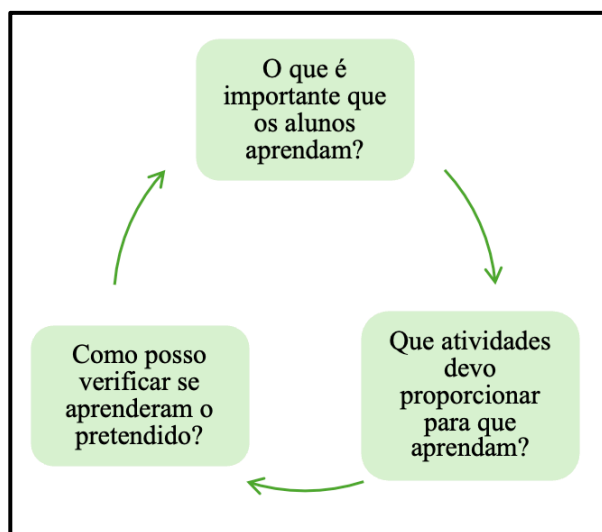 O que é
importante que
os alunos
aprendam?
Que atividades
devo
proporcionar
para que
aprendam?
Como posso
verificar se
aprenderam o
pretendido?